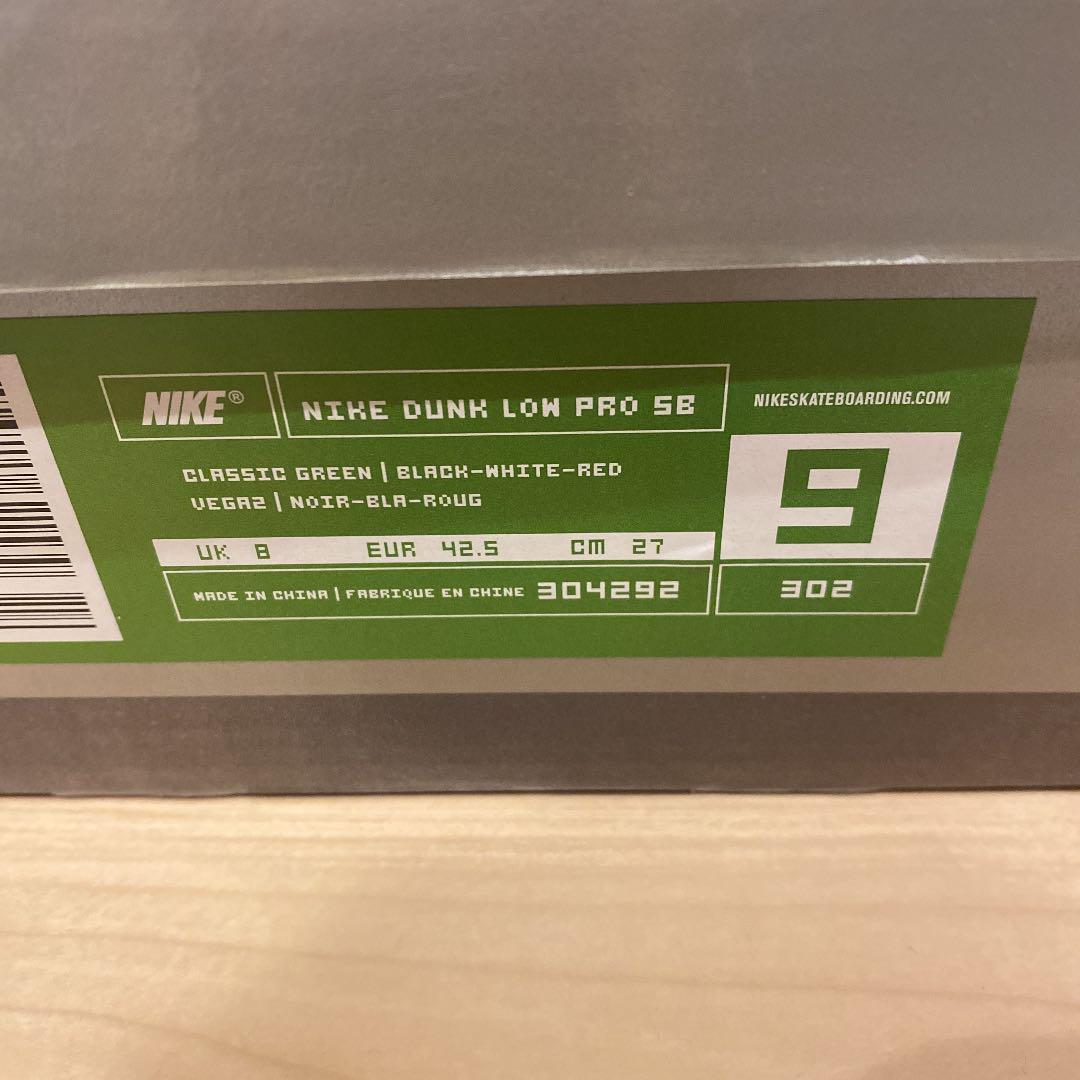 NIKE®
NIKE DUNK LOW PRO SB
NIKESKATEBOARDING.COM
CLASSIC GREEN | BLACK-WHITE-RED
VEGA2 | NOIR-BLA-ROUG
9
UK 8 EUR 42.5 CM 27
MADE IN CHINA | FABRIQUE EN CHINE 304292
302